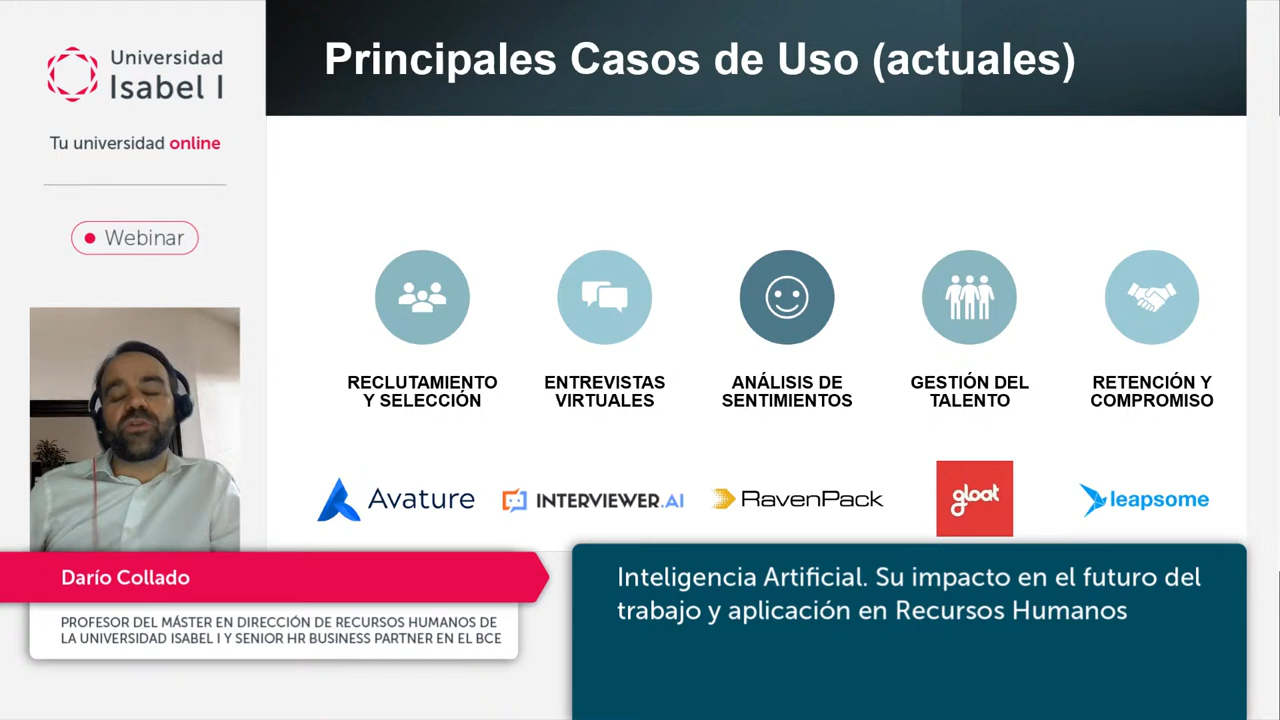 Universidad
Isabel I
Tu universidad online
Webinar
Principales Casos de Uso (actuales)
RECLUTAMIENTO
Y SELECCIÓN
ENTREVISTAS
VIRTUALES
ANÁLISIS DE
SENTIMIENTOS
GESTIÓN DEL
TALENTO
RETENCIÓN Y
COMPROMISO
Avature
INTERVIEWER.AI
RavenPack
gloat
leapsome
Darío Collado
PROFESOR DEL MÁSTER EN DIRECCIÓN DE RECURSOS HUMANOS DE
LA UNIVERSIDAD ISABEL I Y SENIOR HR BUSINESS PARTNER EN EL BCE
Inteligencia Artificial. Su impacto en el futuro del
trabajo y aplicación en Recursos Humanos